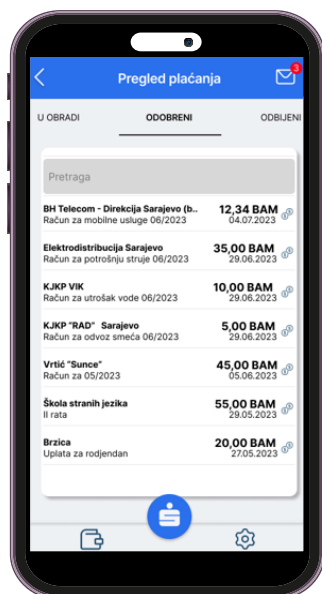 Pregled plaćanja
3
U OBRADI ODOBRENI ODBIJENI
Pretraga
BH Telecom - Direkcija Sarajevo (b.. 12,34 BAM
Račun za mobilne usluge 06/2023 04.07.2023
Elektrodistribucija Sarajevo 35,00 BAM
Račun za potrošnju struje 06/2023 29.06.2023
KJKP VIK 10,00 BAM
Račun za utrošak vode 06/2023 29.06.2023
KJKP "RAD" Sarajevo 5,00 BAM
Račun za odvoz smeća 06/2023 29.06.2023
Vrtić "Sunce" 45,00 BAM
Račun za 05/2023 05.06.2023
Škola stranih jezika 55,00 BAM
II rata 29.05.2023
Brzica 20,00 BAM
Uplata za rodjendan 27.05.2023